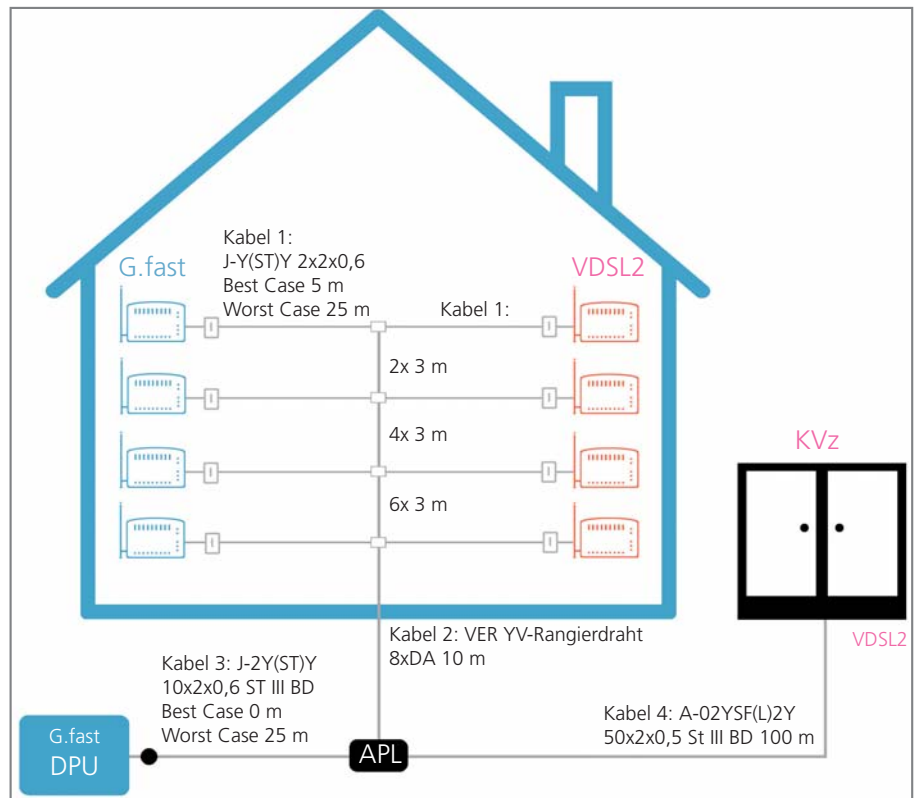 Kabel 1:
J-Y(ST)Y 2x2x0,6
Best Case 5 m
Worst Case 25 m
G.fast
VDSL2
Kabel 1:
2x 3 m
4x 3 m
6x 3 m
KVz
VDSL2
Kabel 2: VER YV-Rangierdraht
8xDA 10 m
Kabel 3: J-2Y(ST)Y
10x2x0,6 ST III BD
Best Case 0 m
Worst Case 25 m
Kabel 4: A-02YSF(L)2Y
50x2x0,5 St III BD 100 m
G.fast
DPU
APL